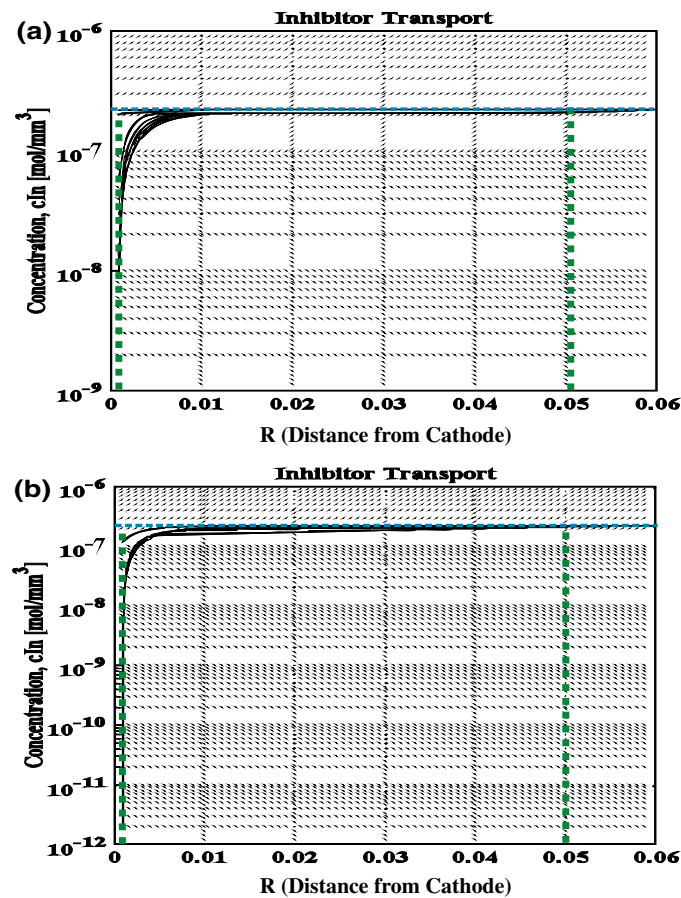 (a)
Inhibitor Transport
Concentration, cIn [mol/mm³]
10⁻⁶
10⁻⁷
10⁻⁸
10⁻⁹
0 0.01 0.02 0.03 0.04 0.05 0.06
R (Distance from Cathode)
(b)
Inhibitor Transport
Concentration, cIn [mol/mm³]
10⁻⁶
10⁻⁷
10⁻⁸
10⁻⁹
10⁻¹⁰
10⁻¹¹
10⁻¹²
0 0.01 0.02 0.03 0.04 0.05 0.06
R (Distance from Cathode)